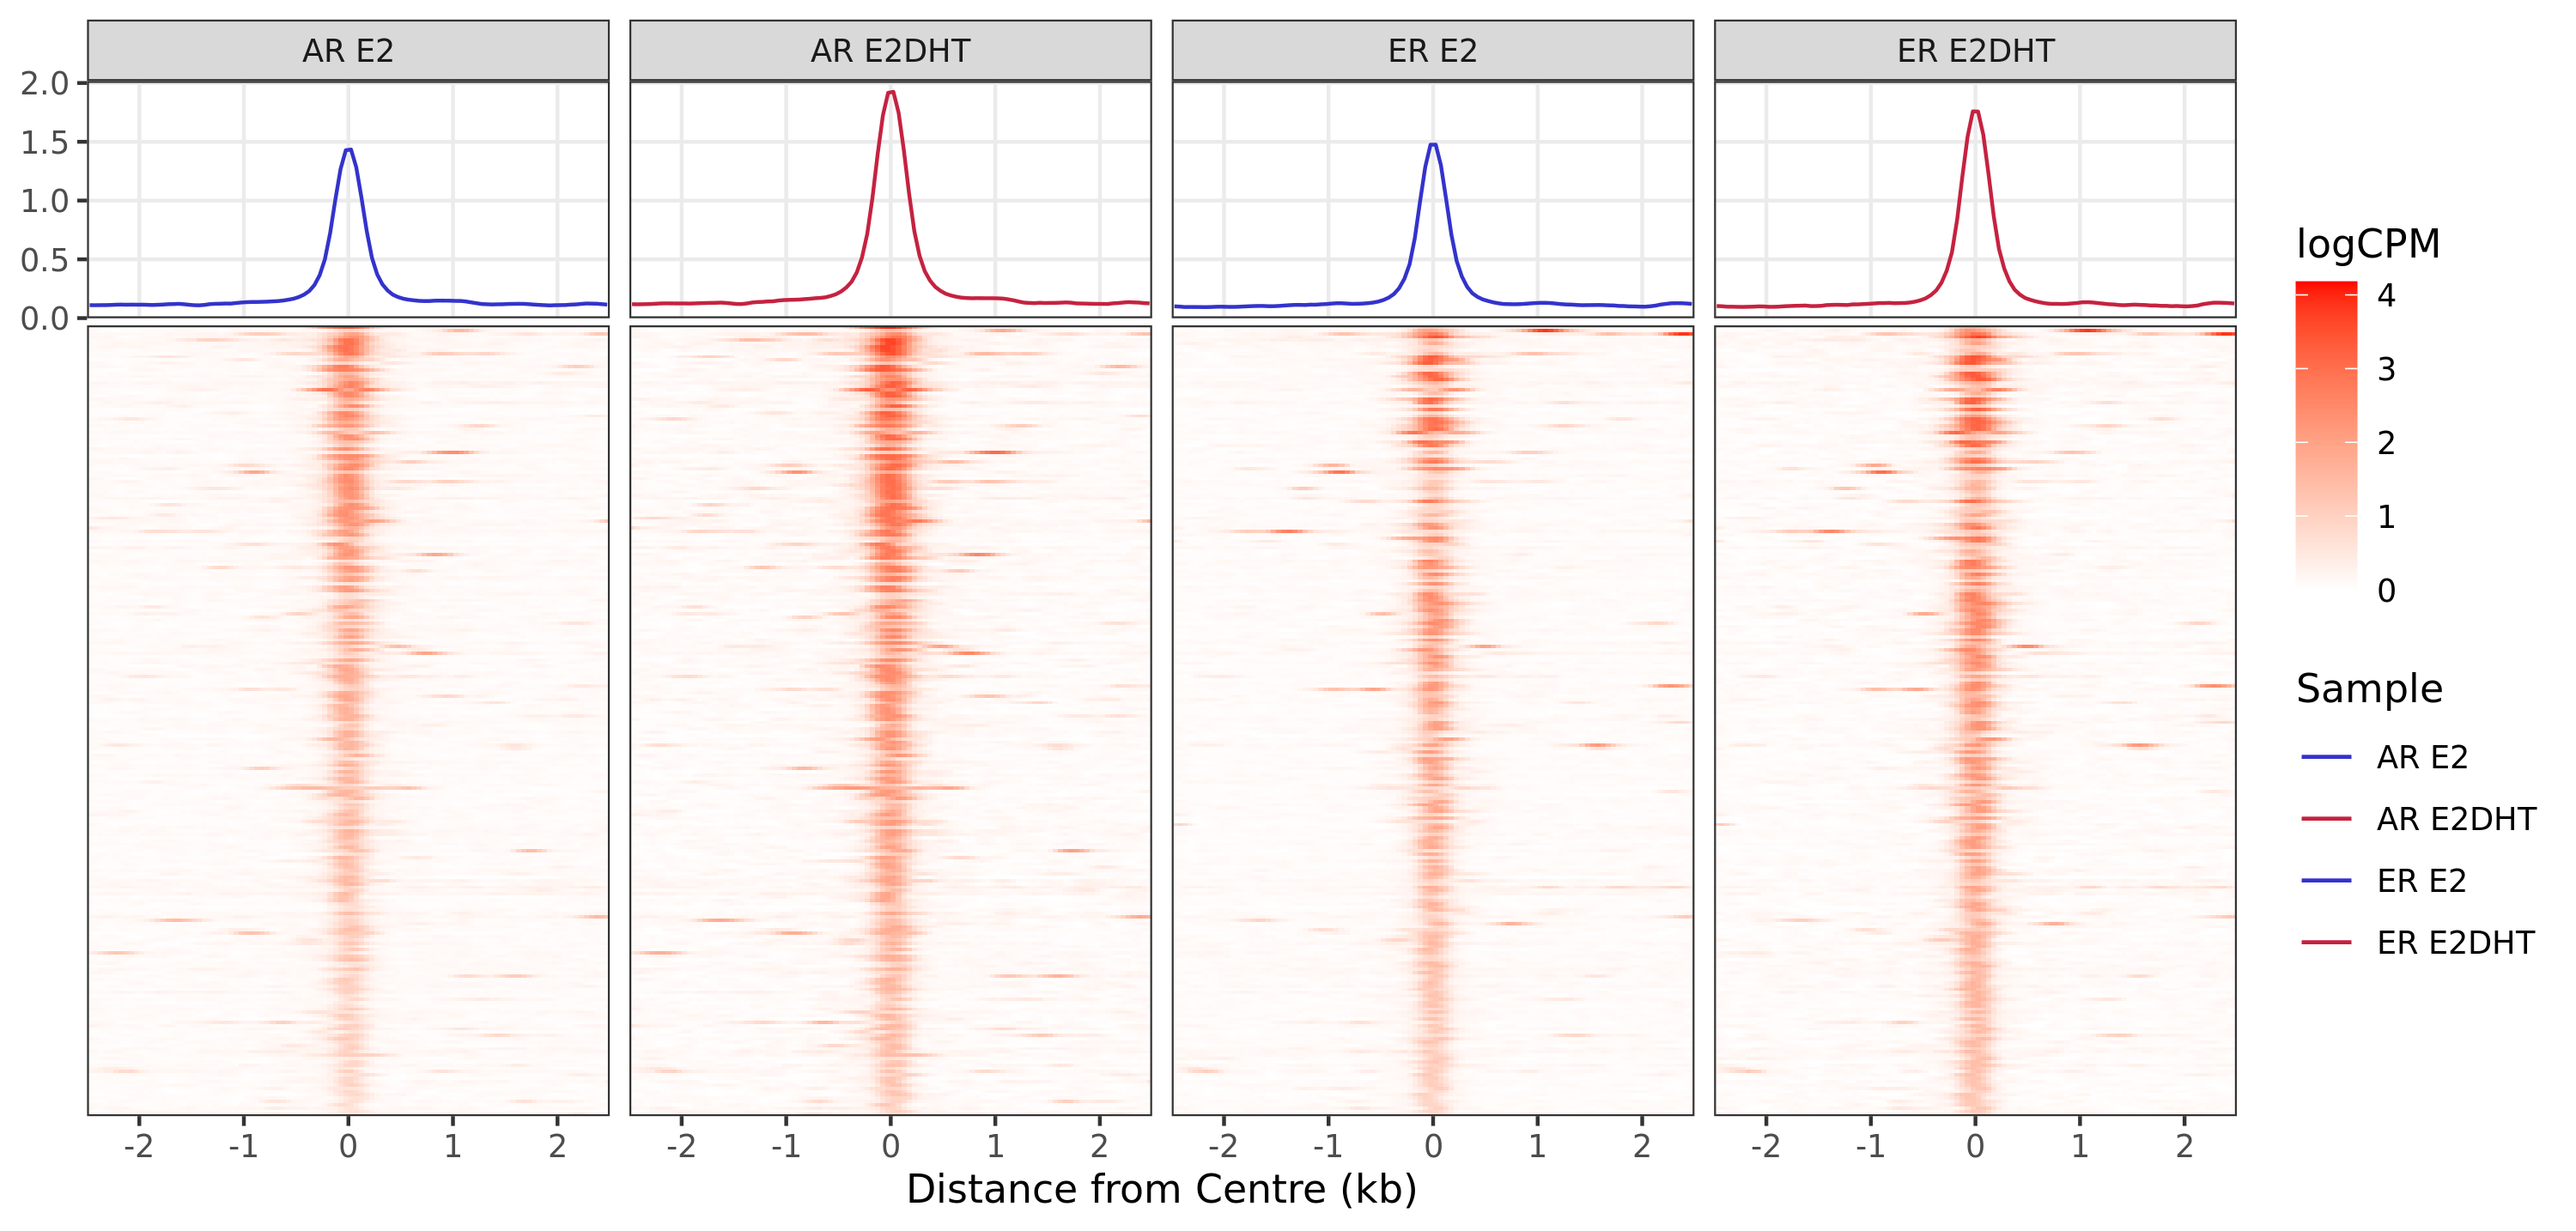 AR E2
AR E2DHT
ER E2
ER E2DHT
2.0
1.5
1.0
0.5
0.0
-2 -1 0 1 2
-2 -1 0 1 2
-2 -1 0 1 2
-2 -1 0 1 2
Distance from Centre (kb)
logCPM
4
3
2
1
0
Sample
AR E2
AR E2DHT
ER E2
ER E2DHT